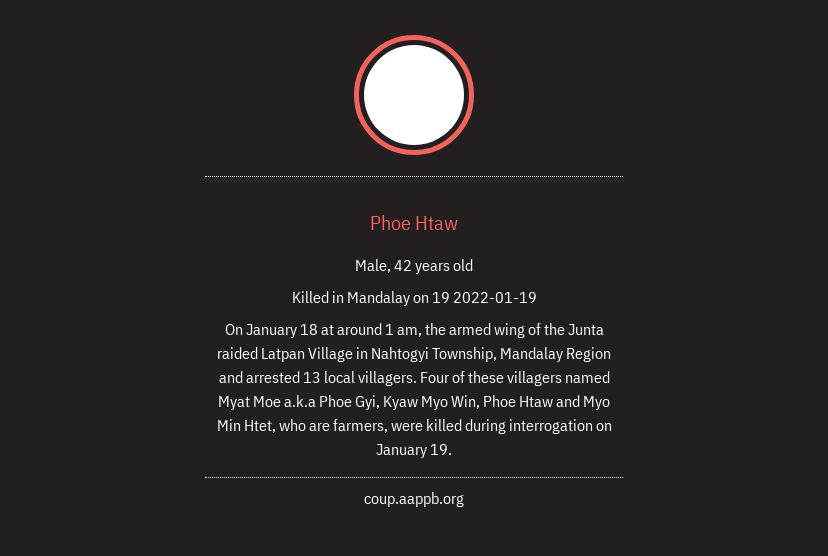 Phoe Htaw
Male, 42 years old
Killed in Mandalay on 19 2022-01-19
On January 18 at around 1 am, the armed wing of the Junta
raided Latpan Village in Nahtogyi Township, Mandalay Region
and arrested 13 local villagers. Four of these villagers named
Myat Moe a.k.a Phoe Gyi, Kyaw Myo Win, Phoe Htaw and Myo
Min Htet, who are farmers, were killed during interrogation on
January 19.
coup.aappb.org